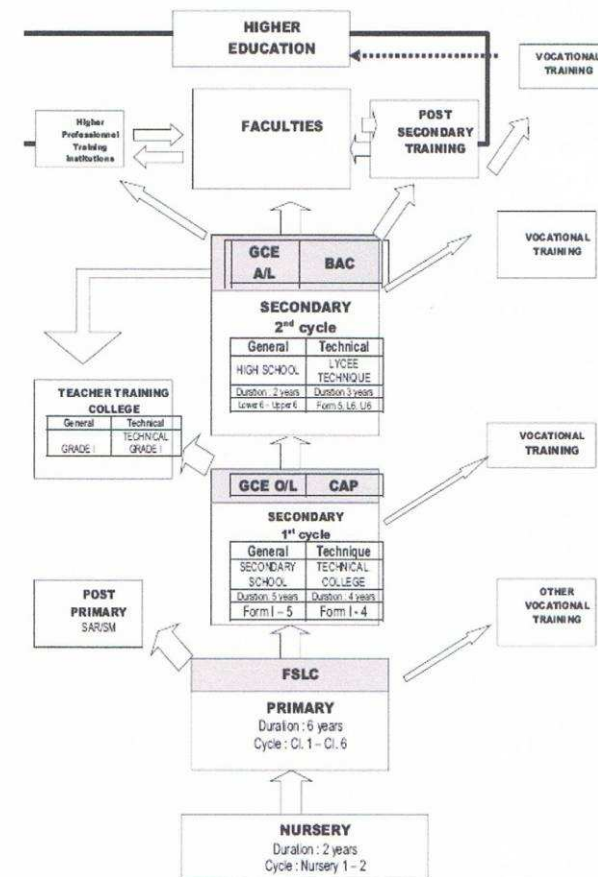 HIGHER
EDUCATION
VOCATIONAL
TRAINING
Higher
Professionnel
Training
Institutions
FACULTIES
POST
SECONDARY
TRAINING
GCE
A/L
BAC
VOCATIONAL
TRAINING
SECONDARY
2nd cycle
General Technical
HIGH SCHOOL
LYCEE
TECHNIQUE
Duration : 2 years Duration 3 years
Lower 6 – Upper 6 Form 5, L6, U6
TEACHER TRAINING
COLLEGE
General Technical
GRADE I
TECHNICAL
GRADE I
VOCATIONAL
TRAINING
GCE O/L CAP
SECONDARY
1st cycle
General Technique
SECONDARY
SCHOOL
TECHNICAL
COLLEGE
Duration: 5 years Duration : 4 years
Form I – 5 Form I - 4
POST
PRIMARY
SAR/SM
OTHER
VOCATIONAL
TRAINING
FSLC
PRIMARY
Duration : 6 years
Cycle : Cl. 1 – Cl. 6
NURSERY
Duration : 2 years
Cycle : Nursery 1 – 2